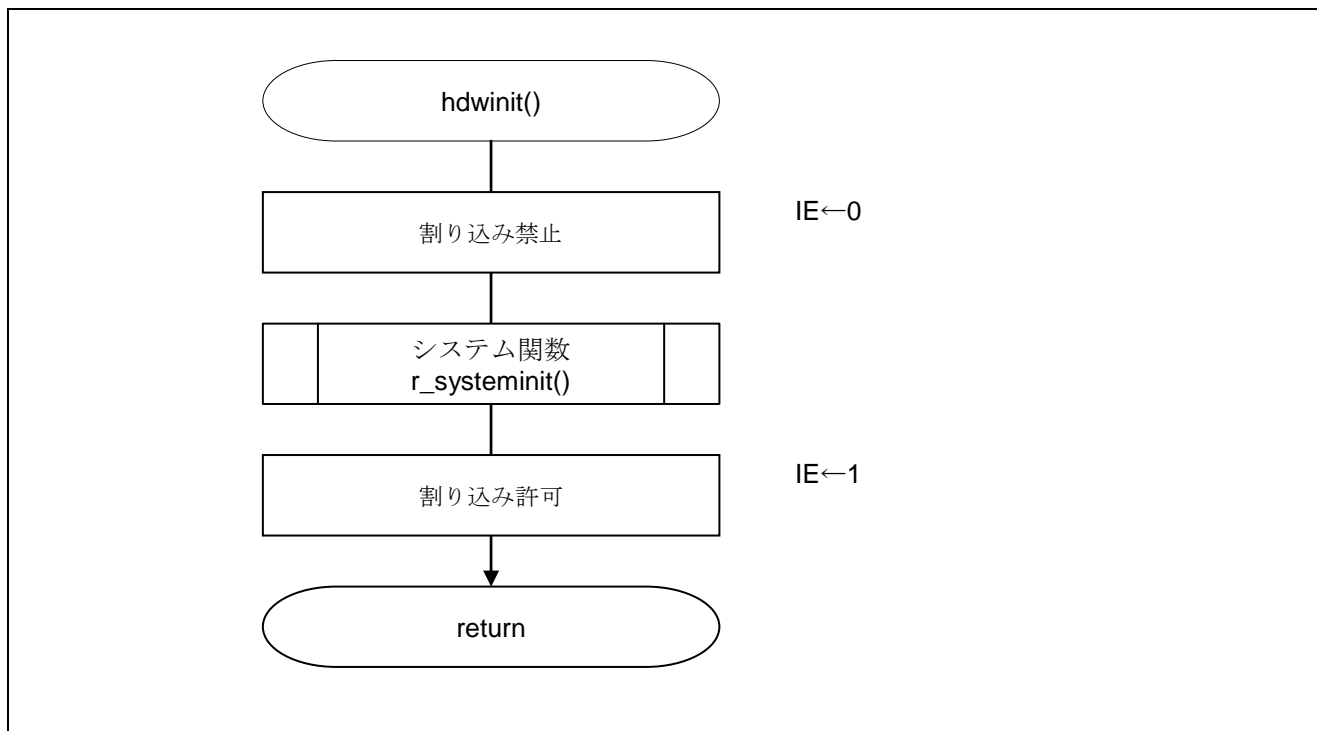 hdwinit()
割り込み禁止
IE←0
システム関数
r_systeminit()
割り込み許可
IE←1
return